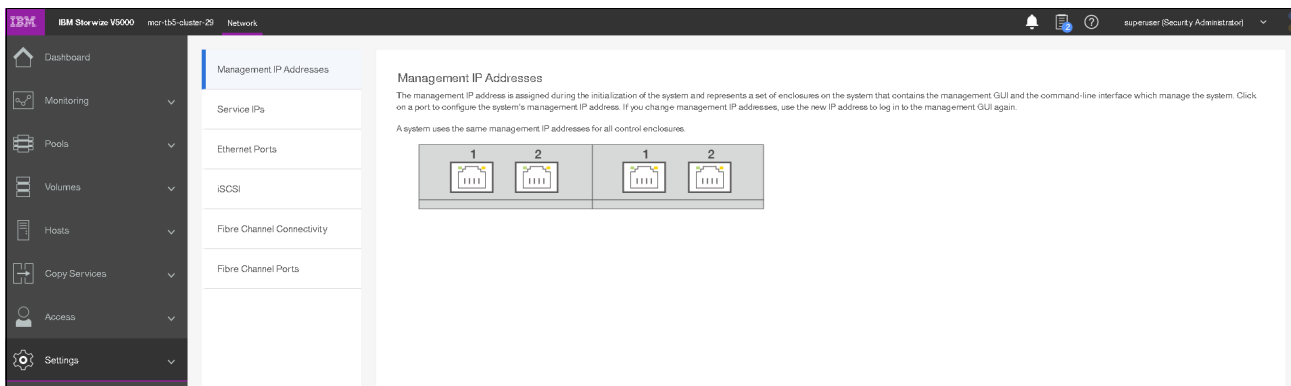 IBM IBM Storwize V5000 mcr-tb5-cluster-29 Network 2 superuser (Security Administrator)
Dashboard
Monitoring
Pools
Volumes
Hosts
Copy Services
Access
Settings
Management IP Addresses
Service IPs
Ethernet Ports
iSCSI
Fibre Channel Connectivity
Fibre Channel Ports
Management IP Addresses
The management IP address is assigned during the initialization of the system and represents a set of enclosures on the system that contains the management GUI and the command-line interface which manage the system. Click
on a port to configure the system's management IP address. If you change management IP addresses, use the new IP address to log in to the management GUI again.
A system uses the same management IP addresses for all control enclosures.
1 2 1 2